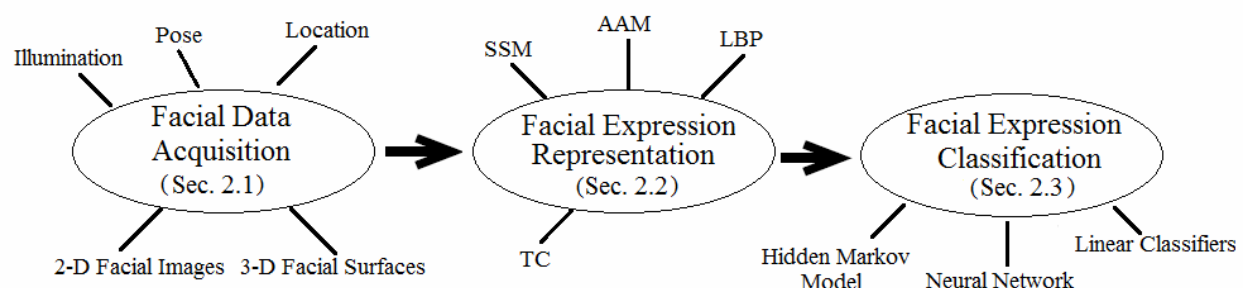 Illumination
Pose
Location
Facial Data
Acquisition
(Sec. 2.1)
2-D Facial Images
3-D Facial Surfaces
SSM
AAM
LBP
Facial Expression
Representation
(Sec. 2.2)
TC
Facial Expression
Classification
(Sec. 2.3)
Hidden Markov
Model
Neural Network
Linear Classifiers